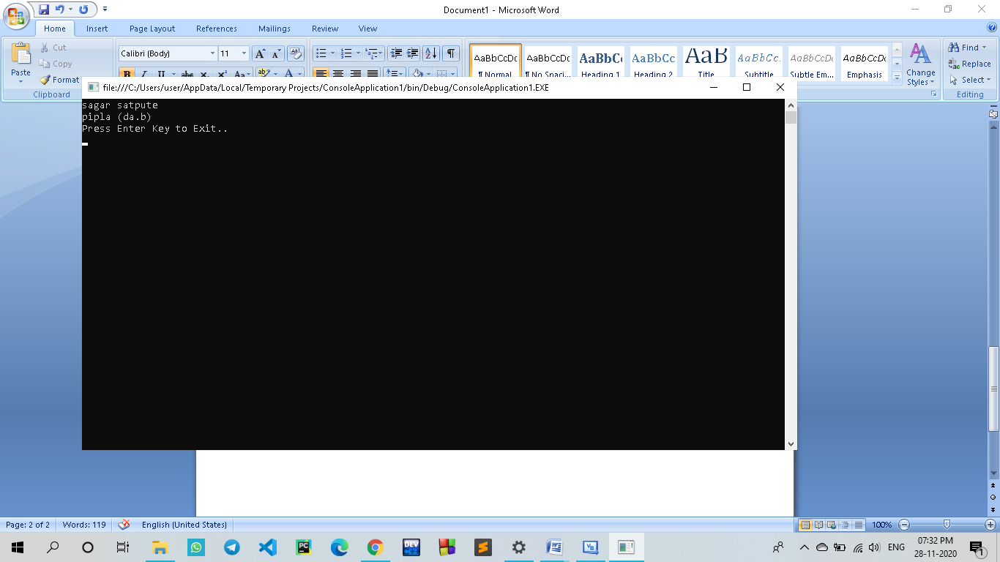 Document1 - Microsoft Word
Home Insert Page Layout References Mailings Review View
Cut
Copy
Format
Paste
Clipboard
Calibri (Body) 11
AaBbCcDc AaBbCcDc AaBbC AaBbCc AaB AaBbCc. AaBbCcDc AaBbCcDc
¶ Normal ¶ No Spaci... Heading 1 Heading 2 Title Subtitle Subtle Em... Emphasis
Change
Styles
Find
Replace
Select
Editing
file:///C:/Users/user/AppData/Local/Temporary Projects/ConsoleApplication1/bin/Debug/ConsoleApplication1.EXE
sagar satpute
pipla (da.b)
Press Enter Key to Exit..
Page: 2 of 2 Words: 119 English (United States) 100%
ENG
07:32 PM
28-11-2020